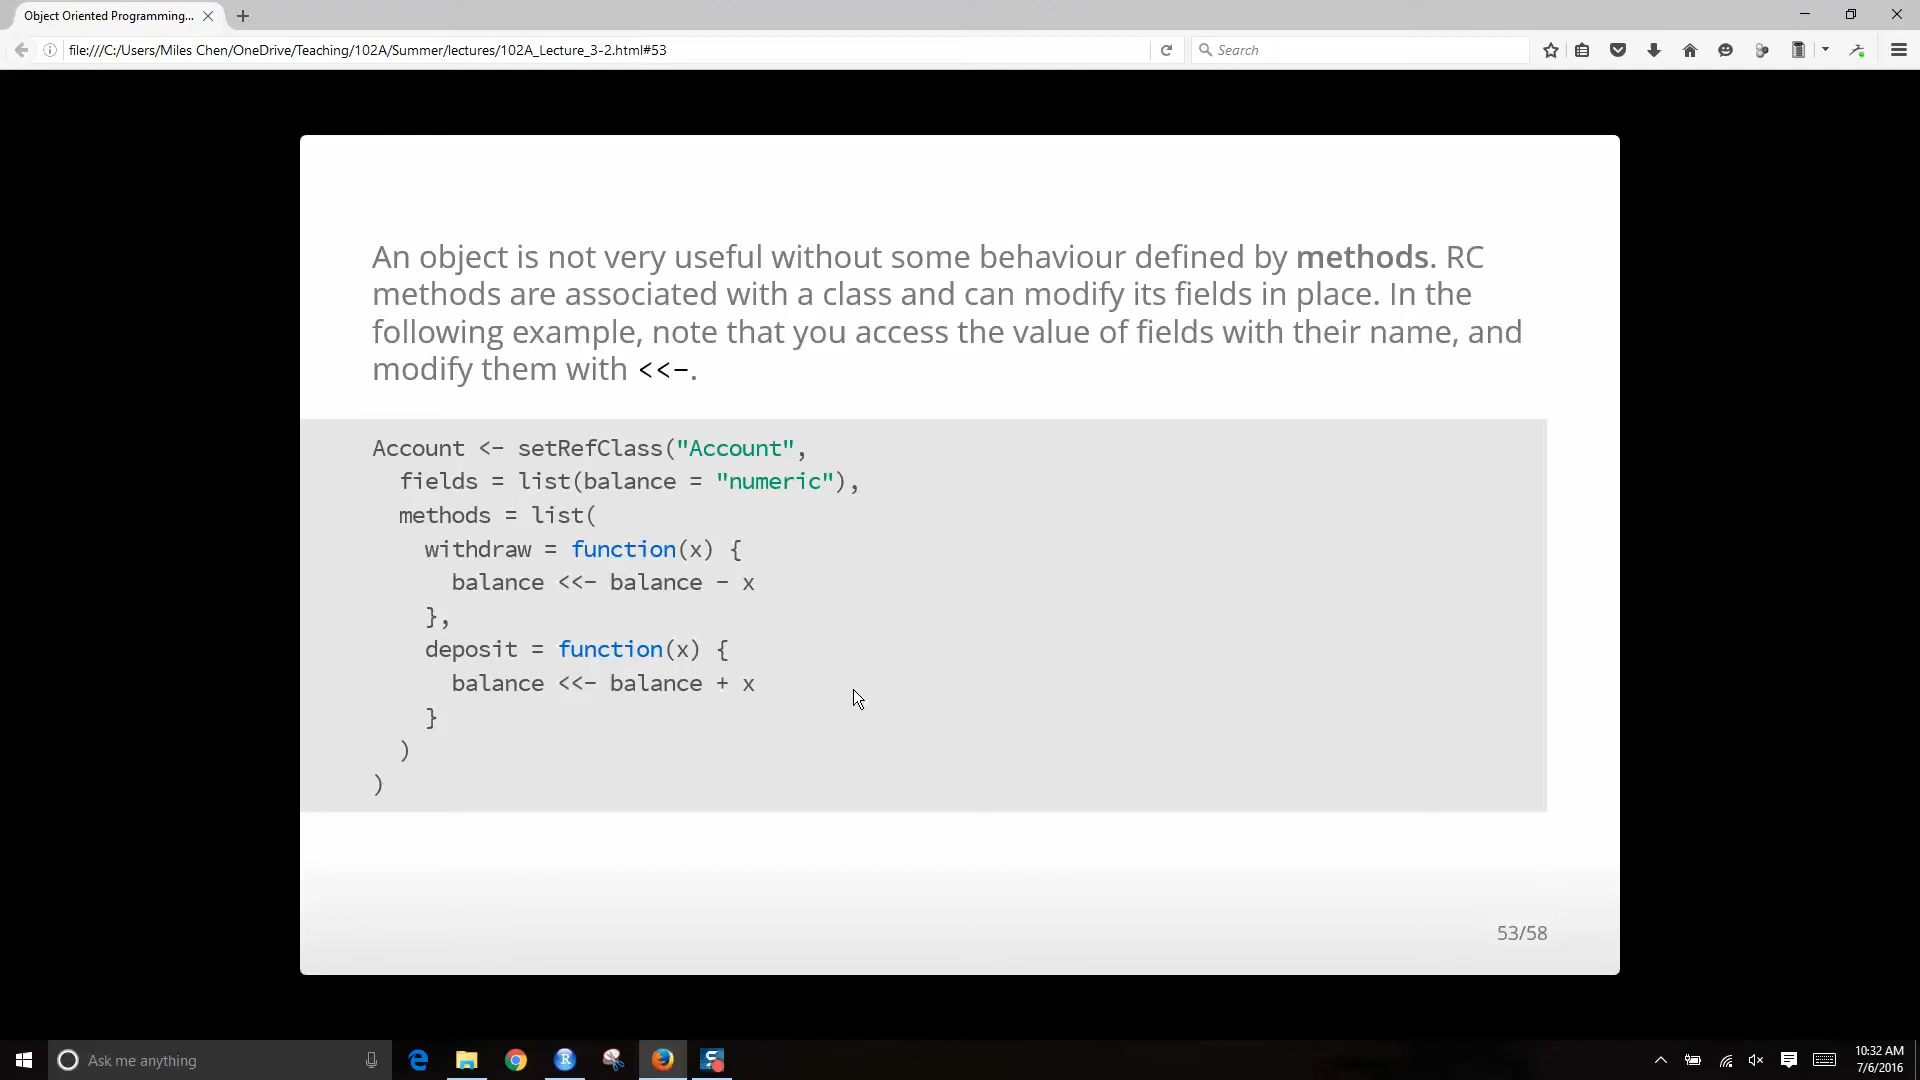 Object Oriented Programming...
file:///C:/Users/Miles Chen/OneDrive/Teaching/102A/Summer/lectures/102A_Lecture_3-2.html#53
Search
An object is not very useful without some behaviour defined by methods. RC
methods are associated with a class and can modify its fields in place. In the
following example, note that you access the value of fields with their name, and
modify them with <<-.
Account <- setRefClass("Account",
  fields = list(balance = "numeric"),
  methods = list(
    withdraw = function(x) {
      balance <<- balance - x
    },
    deposit = function(x) {
      balance <<- balance + x
    }
  )
)
53/58
Ask me anything
10:32 AM
7/6/2016